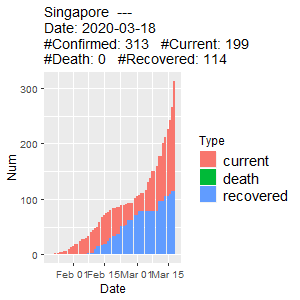 Singapore  ---
Date: 2020-03-18
#Confirmed: 313   #Current: 199
#Death: 0   #Recovered: 114
Num
300
200
100
0
Feb 01 Feb 15 Mar 01 Mar 15
Date
Type
current
death
recovered